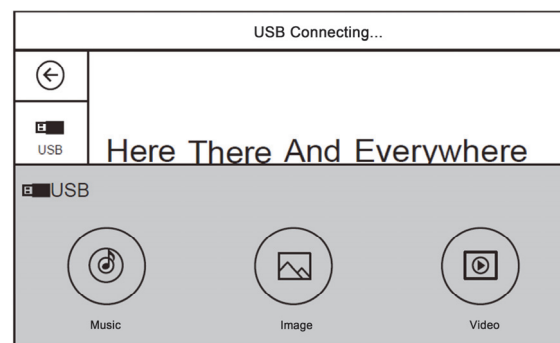 USB Connecting...
USB
Here There And Everywhere
USB
Music Image Video